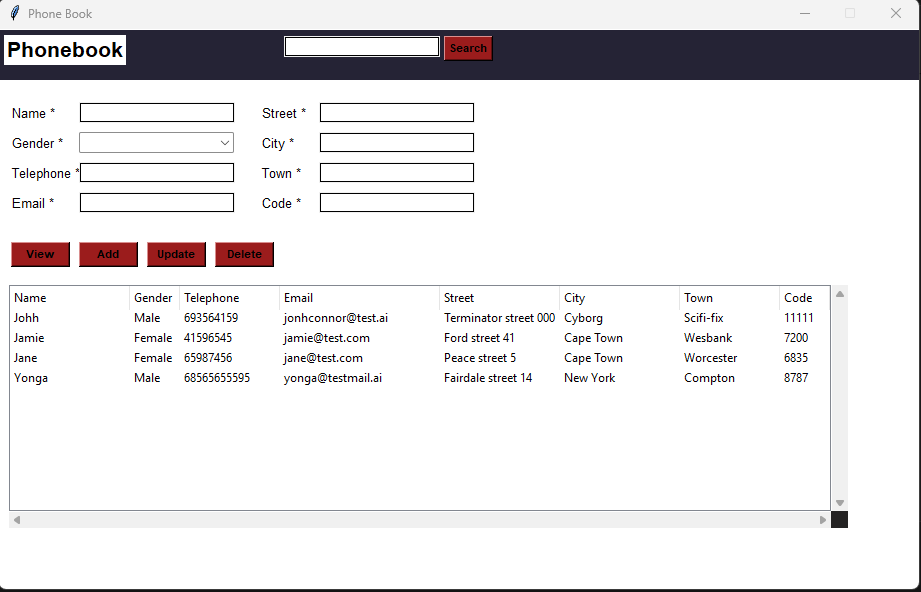 Phone Book
Phonebook Search
Name * Street *
Gender * City *
Telephone * Town *
Email * Code *
View Add Update Delete
Name Gender Telephone Email Street City Town Code
Johh Male 693564159 jonhconnor@test.ai Terminator street 000 Cyborg Scifi-fix 11111
Jamie Female 41596545 jamie@test.com Ford street 41 Cape Town Wesbank 7200
Jane Female 65987456 jane@test.com Peace street 5 Cape Town Worcester 6835
Yonga Male 68565655595 yonga@testmail.ai Fairdale street 14 New York Compton 8787